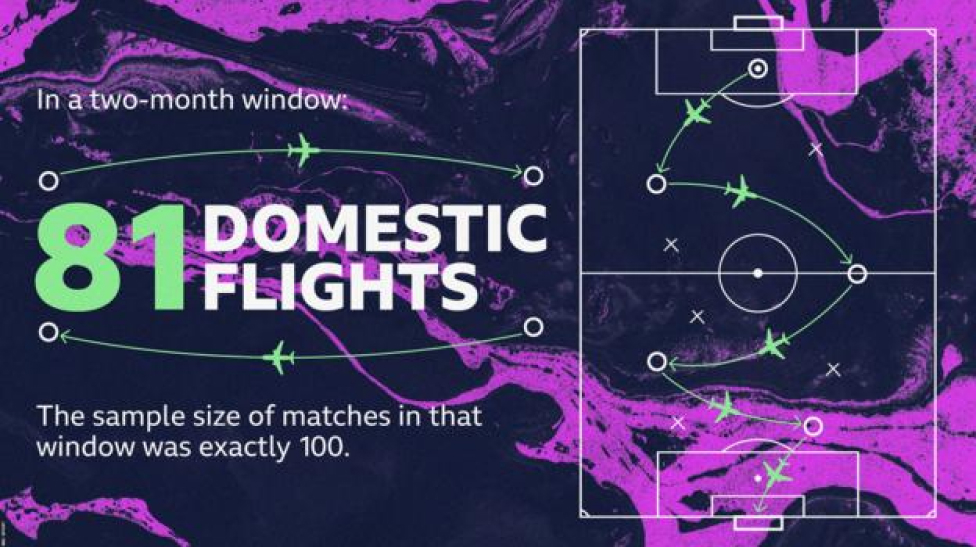 In a two-month window:
81 DOMESTIC
FLIGHTS
The sample size of matches in that
window was exactly 100.